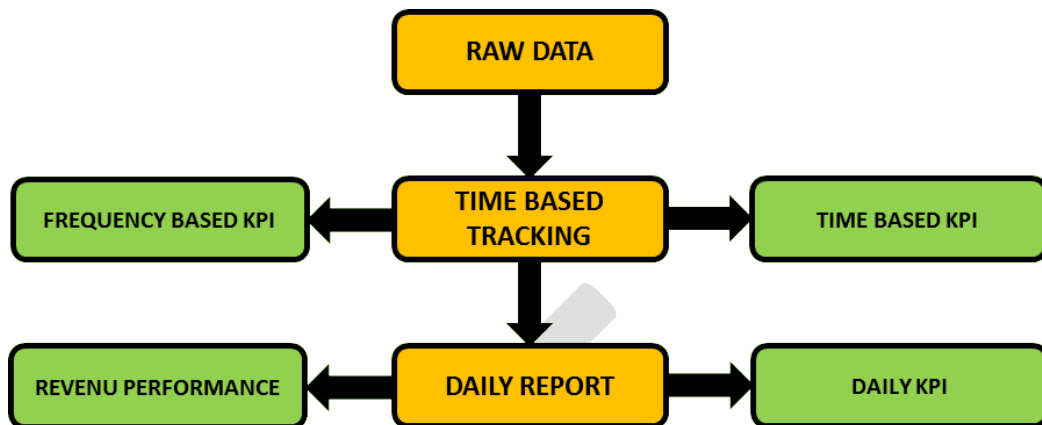 RAW DATA
FREQUENCY BASED KPI
TIME BASED
TRACKING
TIME BASED KPI
REVENU PERFORMANCE
DAILY REPORT
DAILY KPI